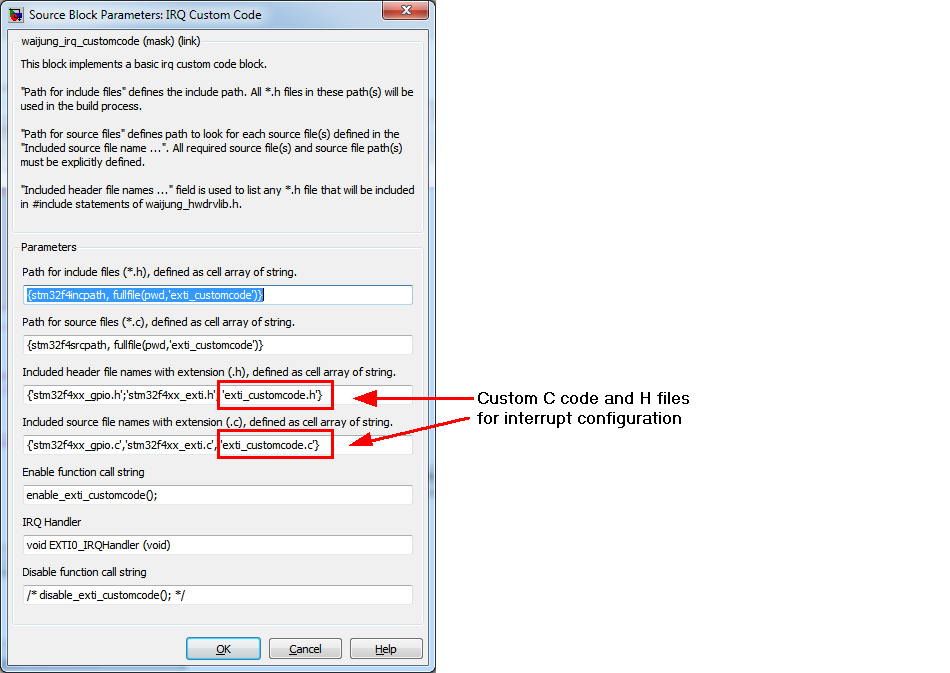 Source Block Parameters: IRQ Custom Code
waijung_irq_customcode (mask) (link)
This block implements a basic irq custom code block.
"Path for include files" defines the include path. All *.h files in these path(s) will be
used in the build process.
"Path for source files" defines path to look for each source file(s) defined in the
"Included source file name ...". All required source file(s) and source file path(s)
must be explicitly defined.
"Included header file names ..." field is used to list any *.h file that will be included
in #include statements of waijung_hwdrvlib.h.
Parameters
Path for include files (*.h), defined as cell array of string.
{stm32f4incpath, fullfile(pwd,'exti_customcode')}
Path for source files (*.c), defined as cell array of string.
{stm32f4srcpath, fullfile(pwd,'exti_customcode')}
Included header file names with extension (.h), defined as cell array of string.
{'stm32f4xx_gpio.h';'stm32f4xx_exti.h'; 'exti_customcode.h'}
Custom C code and H files
for interrupt configuration
Included source file names with extension (.c), defined as cell array of string.
{'stm32f4xx_gpio.c','stm32f4xx_exti.c', 'exti_customcode.c'}
Enable function call string
enable_exti_customcode();
IRQ Handler
void EXTI0_IRQHandler (void)
Disable function call string
/* disable_exti_customcode(); */
OK
Cancel
Help